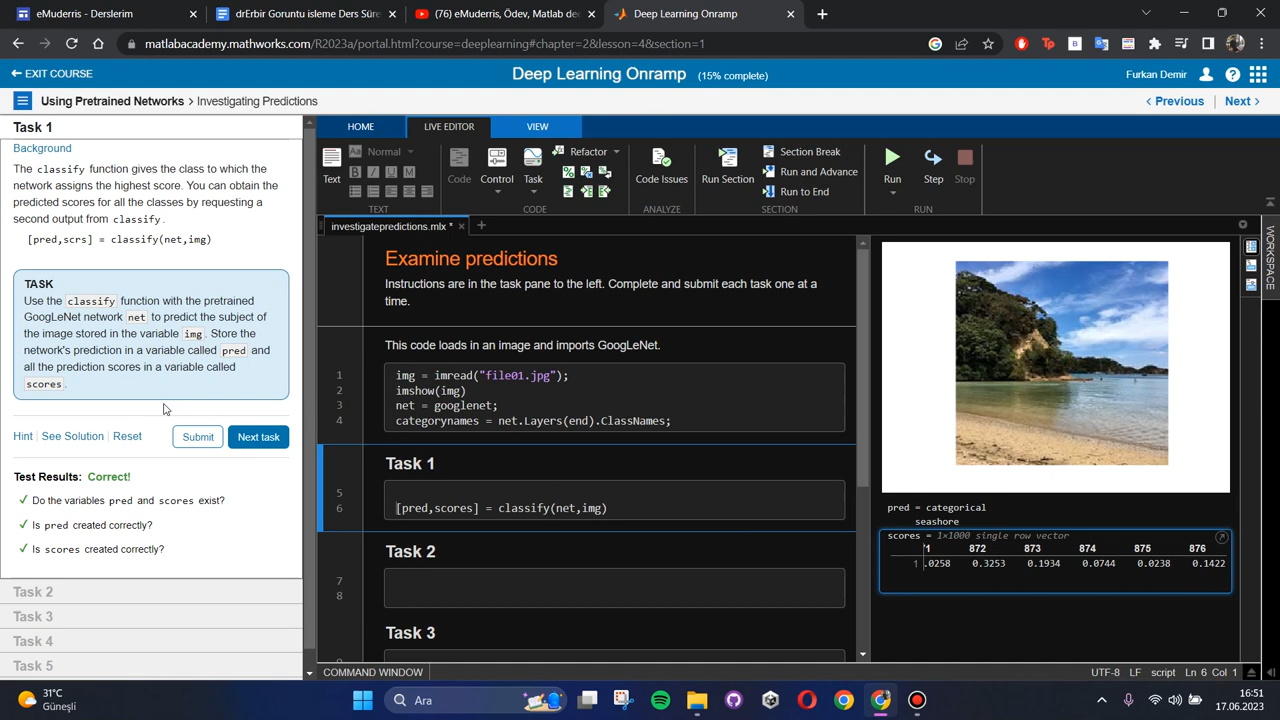 eMuderris - Derslerim
drErbir Goruntu isleme Ders Süre
(76) eMuderris, Ödev, Matlab de
Deep Learning Onramp
matlabacademy.mathworks.com/R2023a/portal.html?course=deeplearning#chapter=2&lesson=4&section=1
EXIT COURSE
Deep Learning Onramp (15% complete)
Furkan Demir
Using Pretrained Networks > Investigating Predictions
Previous
Next
Task 1
Background
The classify function gives the class to which the
network assigns the highest score. You can obtain the
predicted scores for all the classes by requesting a
second output from classify.
[pred,scrs] = classify(net,img)
TASK
Use the classify function with the pretrained
GoogLeNet network net to predict the subject of
the image stored in the variable img. Store the
network's prediction in a variable called pred and
all the prediction scores in a variable called
scores.
Hint | See Solution | Reset
Submit
Next task
Test Results: Correct!
Do the variables pred and scores exist?
Is pred created correctly?
Is scores created correctly?
Task 2
Task 3
Task 4
Task 5
HOME
LIVE EDITOR
VIEW
Text
Aa Normal
B I U M
TEXT
Code
Control
Task
Refactor
CODE
Code Issues
ANALYZE
Run Section
Section Break
Run and Advance
Run to End
SECTION
Run
Step
Stop
RUN
investigatepredictions.mlx *
Examine predictions
Instructions are in the task pane to the left. Complete and submit each task one at a
time.
This code loads in an image and imports GoogLeNet.
1 img = imread("file01.jpg");
2 imshow(img)
3 net = googlenet;
4 categorynames = net.Layers(end).ClassNames;
Task 1
5
6 [pred,scores] = classify(net,img)
Task 2
7
8
Task 3
9
pred = categorical
seashore
scores = 1×1000 single row vector
'1 872 873 874 875 876
1 .0258 0.3253 0.1934 0.0744 0.0238 0.1422
WORKSPACE
COMMAND WINDOW
UTF-8 LF script Ln 6 Col 1
31°C
Güneşli
Ara
16:51
17.06.2023